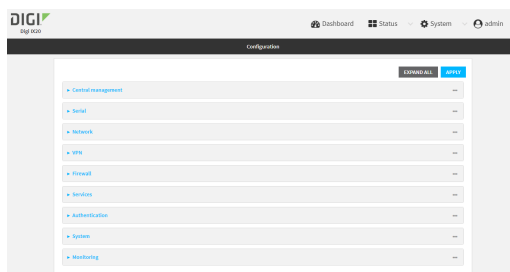 DIGI
Digi IX20
Dashboard Status System admin
Configuration
EXPAND ALL APPLY
Central management
Serial
Network
VPN
Firewall
Services
Authentication
System
Monitoring